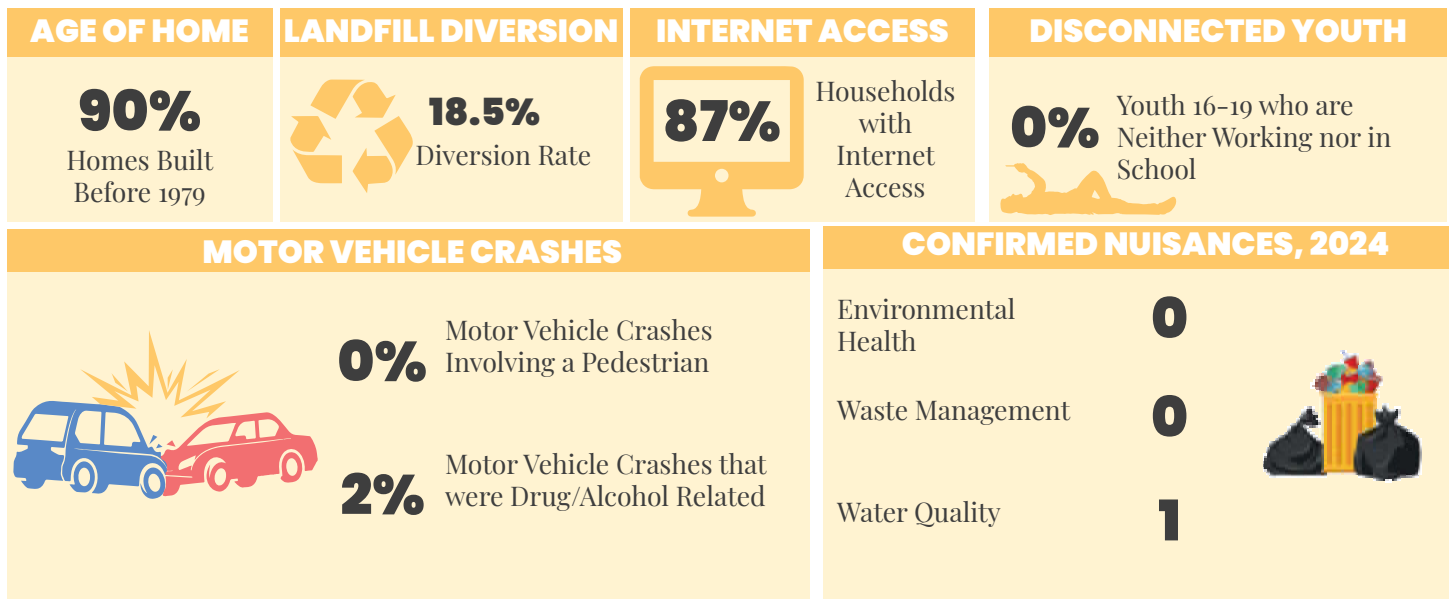 AGE OF HOME
90%
Homes Built
Before 1979
LANDFILL DIVERSION
18.5%
Diversion Rate
INTERNET ACCESS
87%
Households
with
Internet
Access
DISCONNECTED YOUTH
0%
Youth 16-19 who are
Neither Working nor in
School
MOTOR VEHICLE CRASHES
0%
Motor Vehicle Crashes
Involving a Pedestrian
2%
Motor Vehicle Crashes that
were Drug/Alcohol Related
CONFIRMED NUISANCES, 2024
Environmental
Health
0
Waste Management
0
Water Quality
1